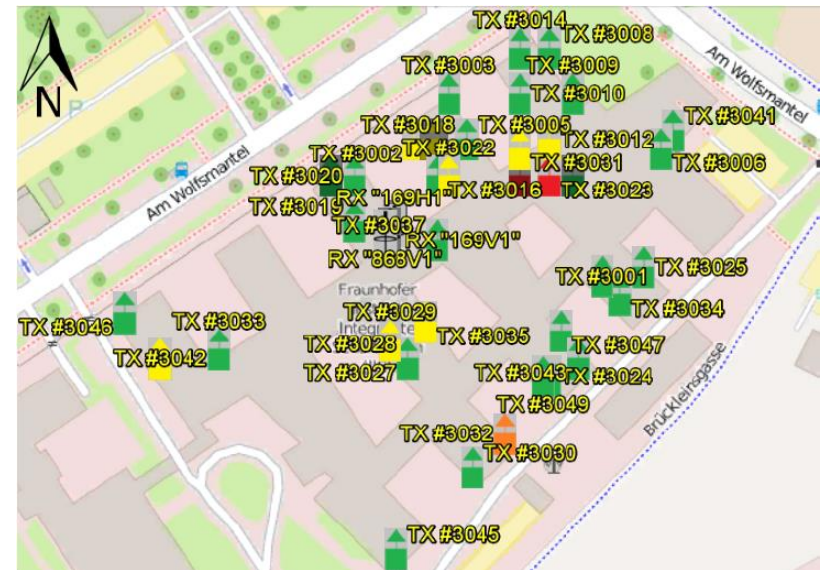 TX #3014
TX #3008
Am Wolfsmantel
TX #3003
TX #3009
TX #3010
N
TX #3018
TX #3005
TX #3041
TX #3012
TX #3002
TX #3022
TX #3031
TX #3006
TX #3020
RX "169H1"
TX #3016
TX #3023
Am Wolfsmantel
TX #3019
TX #3037
RX "169V1"
RX "868V1"
TX #3001
TX #3025
Fraunhofer
TX #3034
TX #3029
TX #3046
TX #3033
TX #3035
TX #3028
TX #3047
TX #3042
TX #3027
TX #3043
TX #3024
Brückleinsgasse
TX #3049
TX #3032
TX #3030
TX #3045